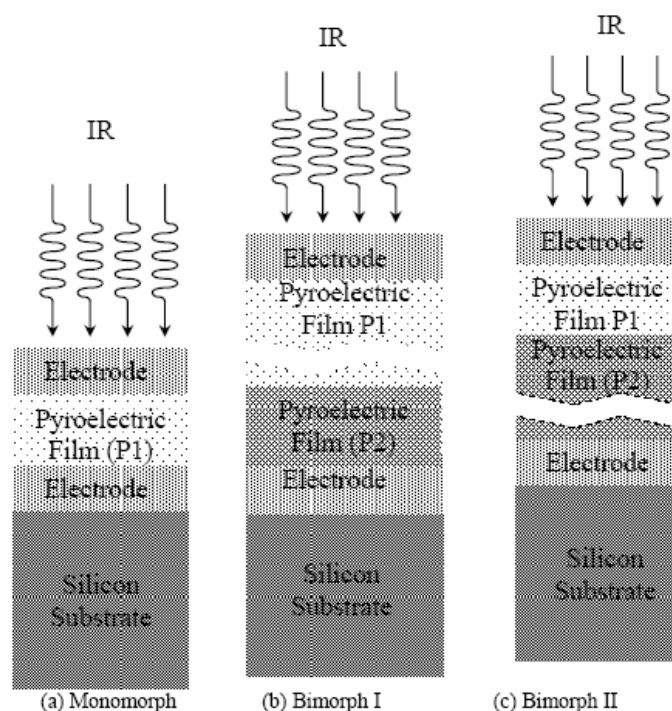 IR
Electrode
Pyroelectric
Film (P1)
Electrode
Silicon
Substrate
(a) Monomorph
IR
Electrode
Pyroelectric
Film P1
Pyroelectric
Film (P2)
Electrode
Silicon
Substrate
(b) Bimorph I
IR
Electrode
Pyroelectric
Film P1
Pyroelectric
Film (P2)
Electrode
Silicon
Substrate
(c) Bimorph II